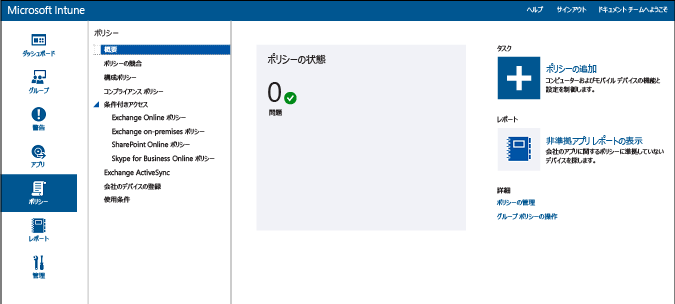 Microsoft Intune
ヘルプ サインアウト ドキュメント チームへようこそ
ダッシュボード
グループ
警告
アプリ
ポリシー
レポート
管理
ポリシー
概要
ポリシーの競合
構成ポリシー
コンプライアンス ポリシー
条件付きアクセス
Exchange Online ポリシー
Exchange on-premises ポリシー
SharePoint Online ポリシー
Skype for Business Online ポリシー
Exchange ActiveSync
会社のデバイスの登録
使用条件
ポリシーの状態
0
問題
タスク
ポリシーの追加
コンピューターおよびモバイル デバイスの機能と
設定を制御します。
レポート
非準拠アプリ レポートの表示
会社のアプリに関するポリシーに準拠していない
デバイスを探します。
詳細
ポリシーの管理
グループ ポリシーの操作